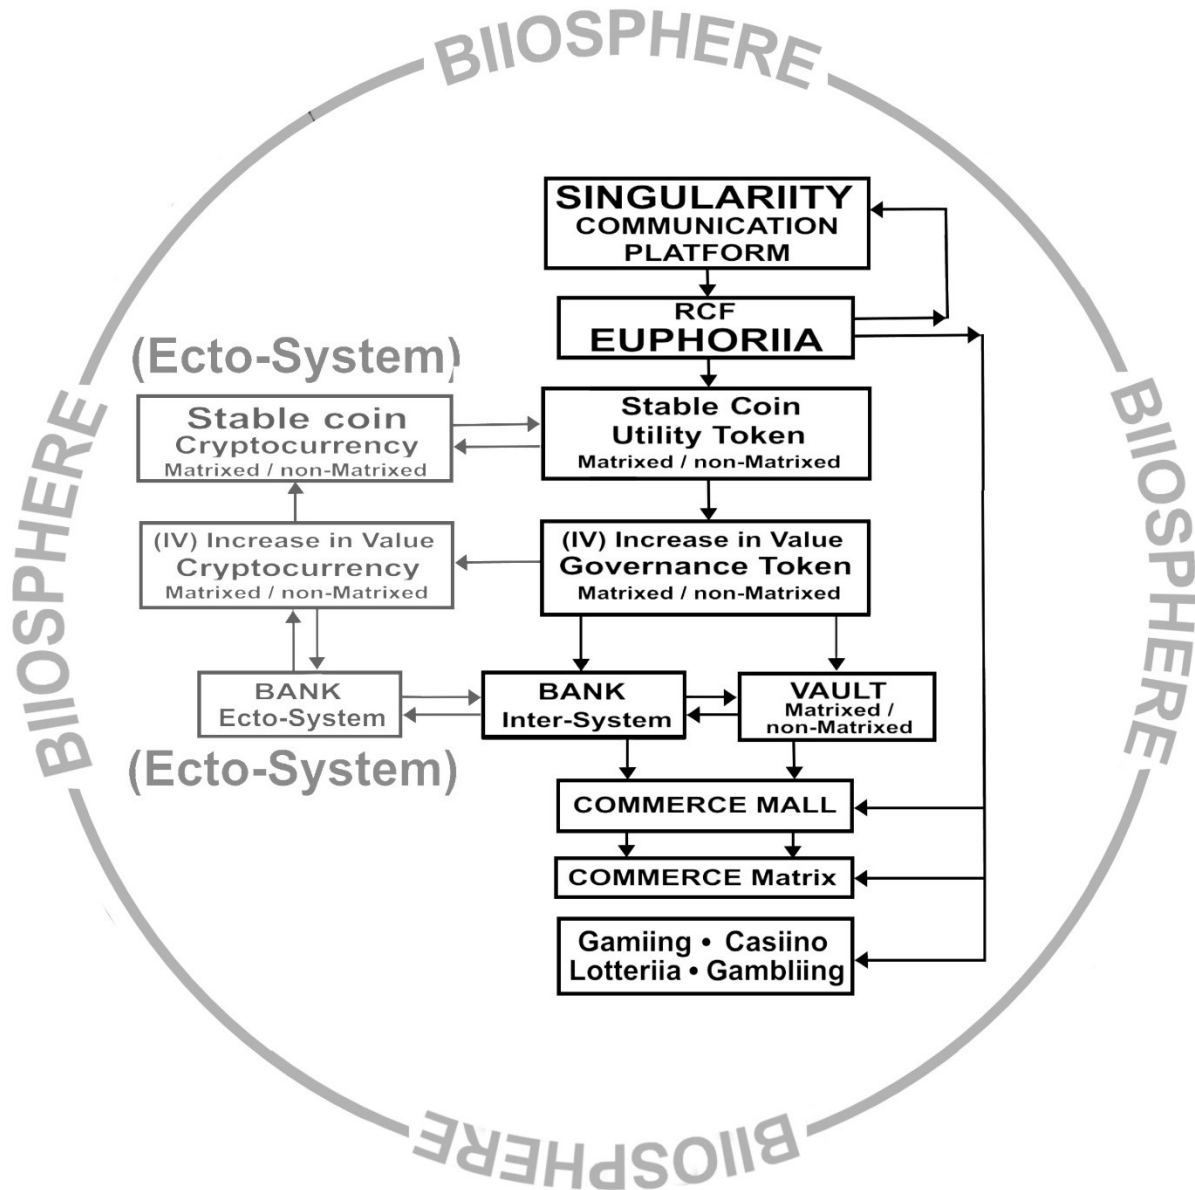 BIIOSPHERE
SINGULARIITY
COMMUNICATION
PLATFORM
RCF
EUPHORIIA
(Ecto-System)
Stable coin
Cryptocurrency
Matrixed / non-Matrixed
Stable Coin
Utility Token
Matrixed / non-Matrixed
BIIOSPHERE
BIIOSPHERE
(IV) Increase in Value
Cryptocurrency
Matrixed / non-Matrixed
(IV) Increase in Value
Governance Token
Matrixed / non-Matrixed
BANK
Ecto-System
BANK
Inter-System
VAULT
Matrixed /
non-Matrixed
(Ecto-System)
COMMERCE MALL
COMMERCE Matrix
Gamiing • Casiino
Lotteriia • Gambliing
BIIOSPHERE